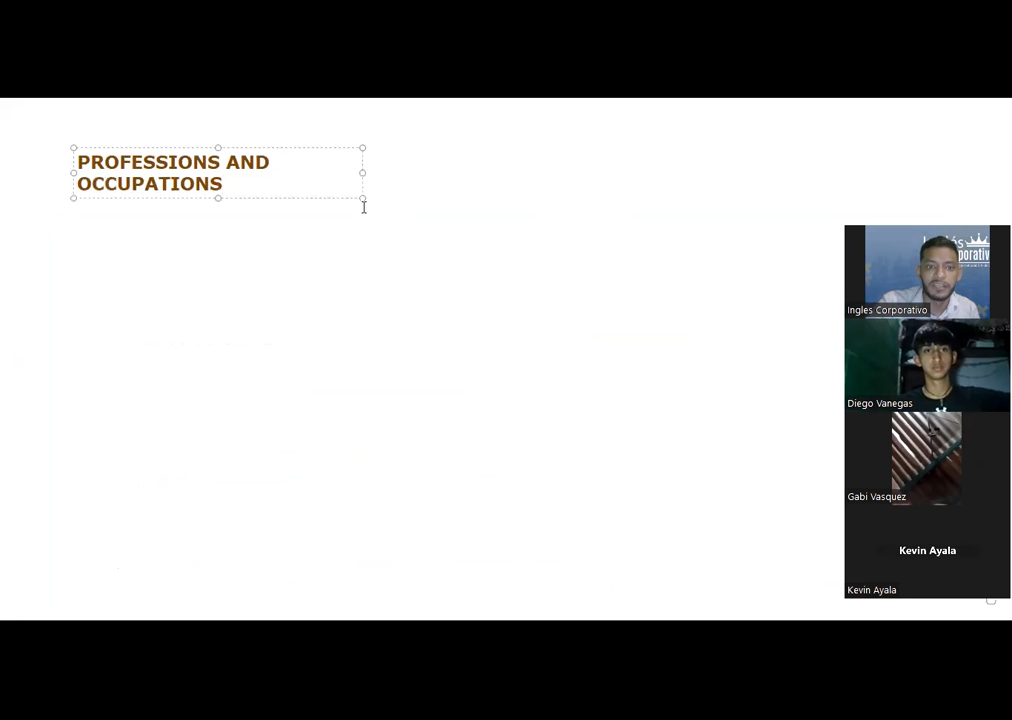 PROFESSIONS AND
OCCUPATIONS
Ingles Corporativo
Diego Vanegas
Gabi Vasquez
Kevin Ayala
Kevin Ayala